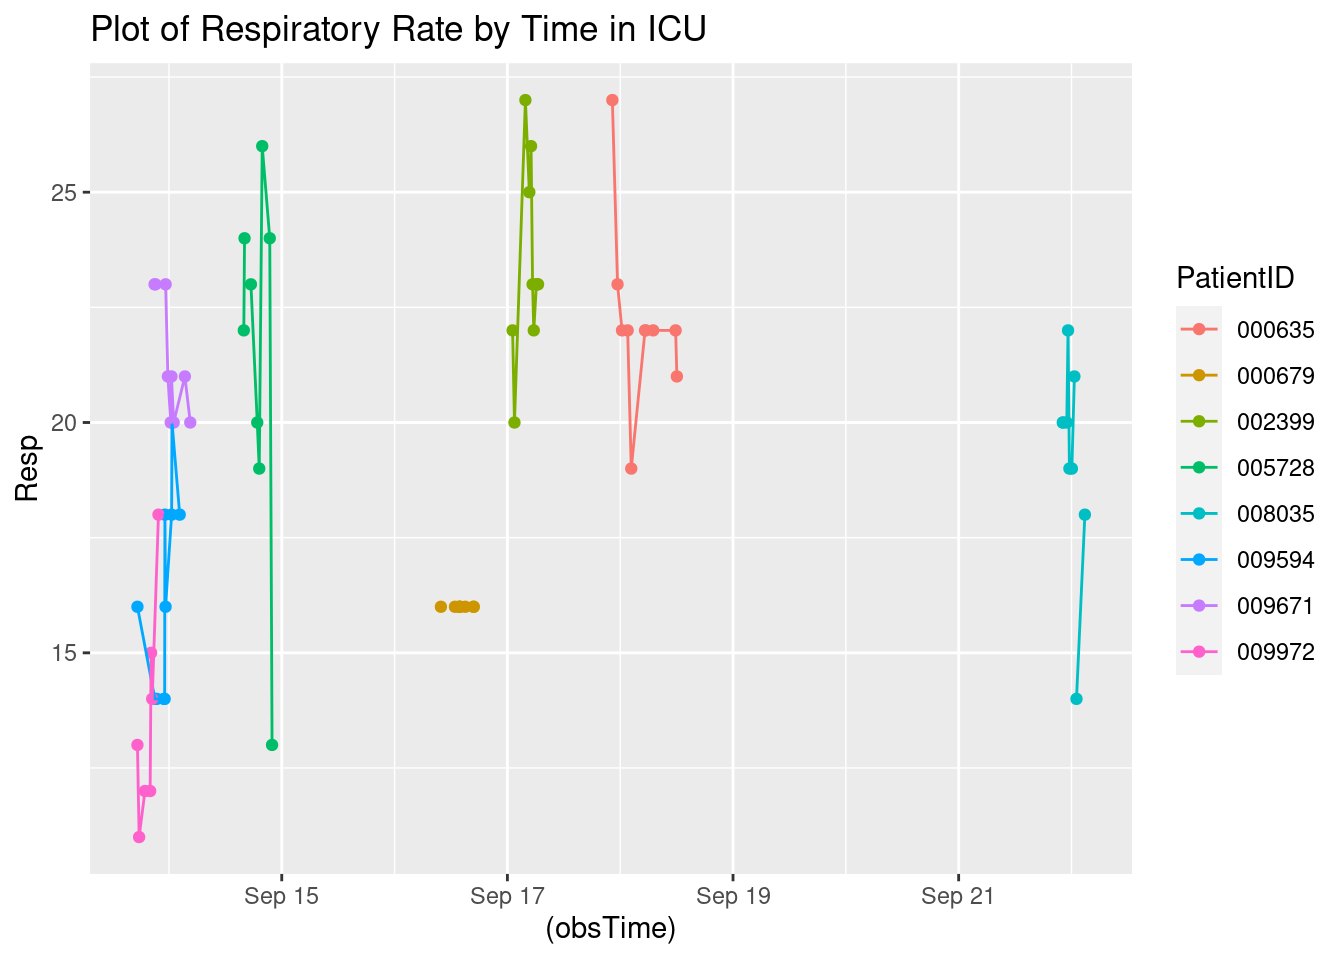 Plot of Respiratory Rate by Time in ICU
25
20
15
Resp
Sep 15
Sep 17
Sep 19
Sep 21
(obsTime)
PatientID
000635
000679
002399
005728
008035
009594
009671
009972